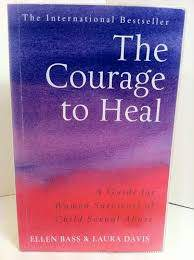 The International Bestseller
The
Courage
to Heal
A Guide for
Women Survivors of
Child Sexual Abuse
ELLEN BASS & LAURA DAVIS